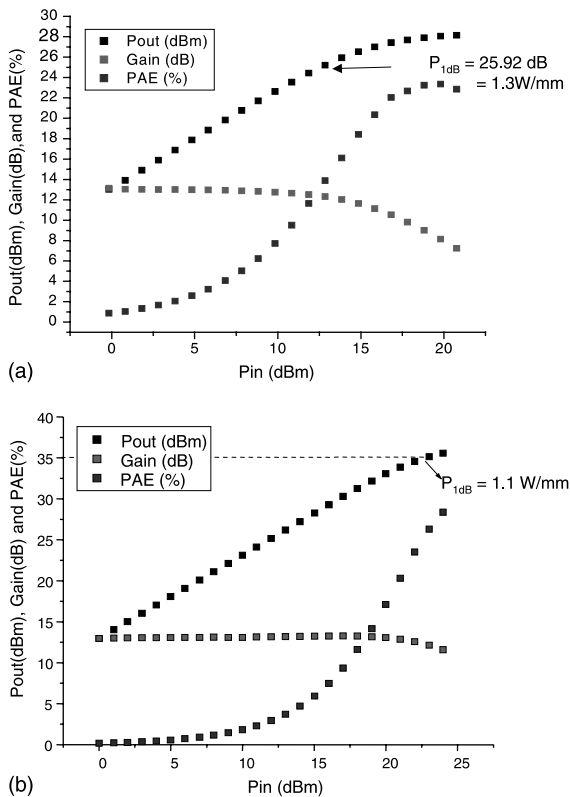 30
28
26
24
22
20
18
16
14
12
10
8
6
4
2
0
Pout(dBm), Gain(dB),and PAE(%)
Pout (dBm)
Gain (dB)
PAE (%)
P1dB = 25.92 dB
= 1.3W/mm
0 5 10 15 20
Pin (dBm)
(a)
40
35
30
25
20
15
10
5
0
Pout(dBm), Gain(dB) and PAE(%)
Pout (dBm)
Gain (dB)
PAE (%)
P1dB = 1.1 W/mm
0 5 10 15 20 25
Pin (dBm)
(b)